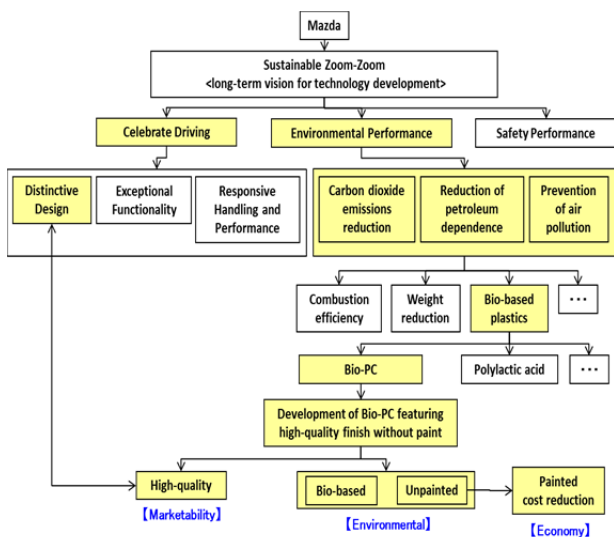 Mazda
Sustainable Zoom-Zoom
<long-term vision for technology development>
Celebrate Driving
Environmental Performance
Safety Performance
Distinctive
Design
Exceptional
Functionality
Responsive
Handling and
Performance
Carbon dioxide
emissions
reduction
Reduction of
petroleum
dependence
Prevention
of air
pollution
Combustion
efficiency
Weight
reduction
Bio-based
plastics
･･･
Bio-PC
Polylactic acid
･･･
Development of Bio-PC featuring
high-quality finish without paint
High-quality
Bio-based
Unpainted
Painted
cost reduction
【Marketability】
【Environmental】
【Economy】